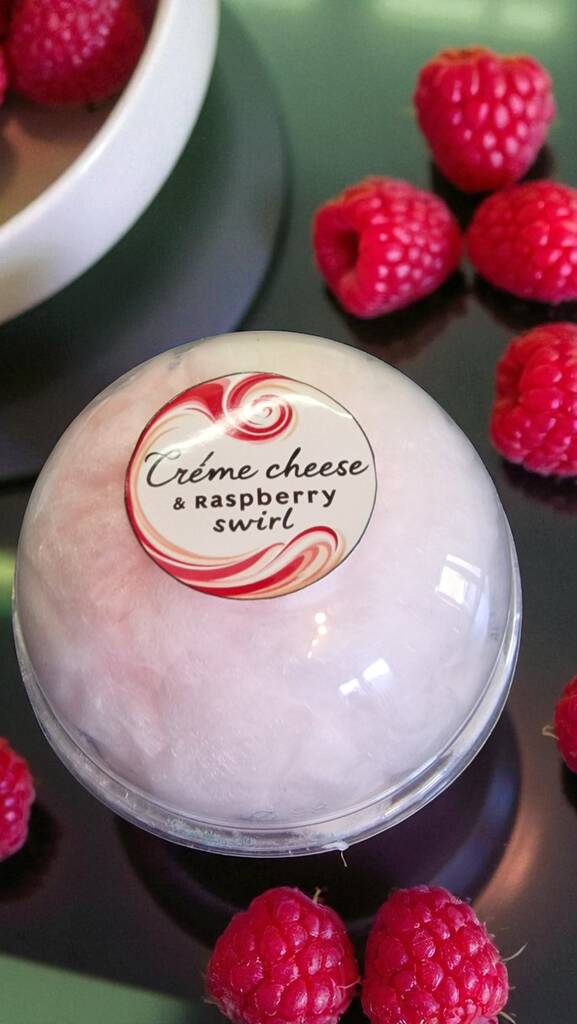 Créme cheese
& Raspberry
swirl